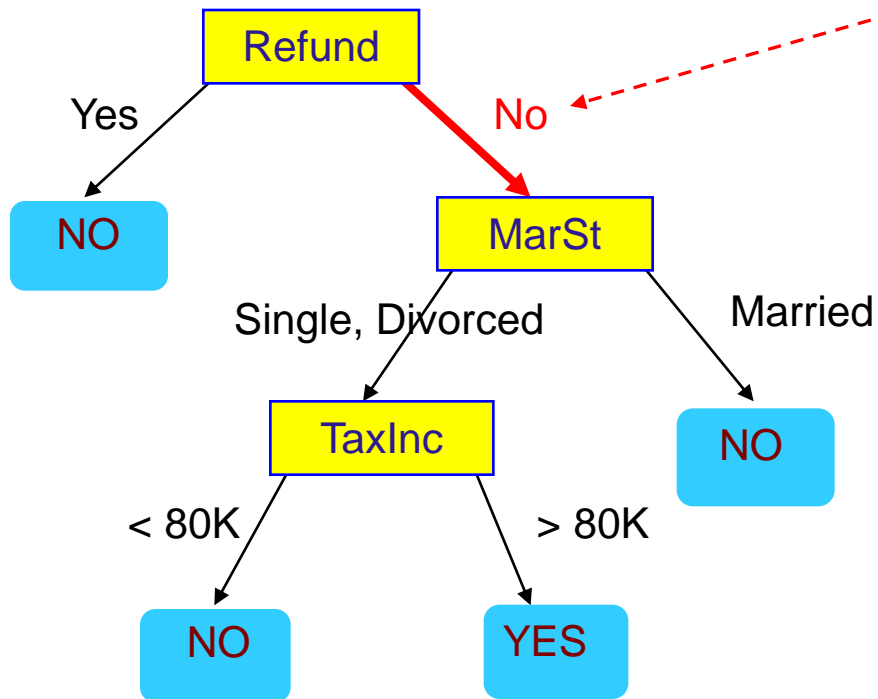 Refund
Yes
No
NO
MarSt
Single, Divorced
Married
TaxInc
NO
< 80K
> 80K
NO
YES